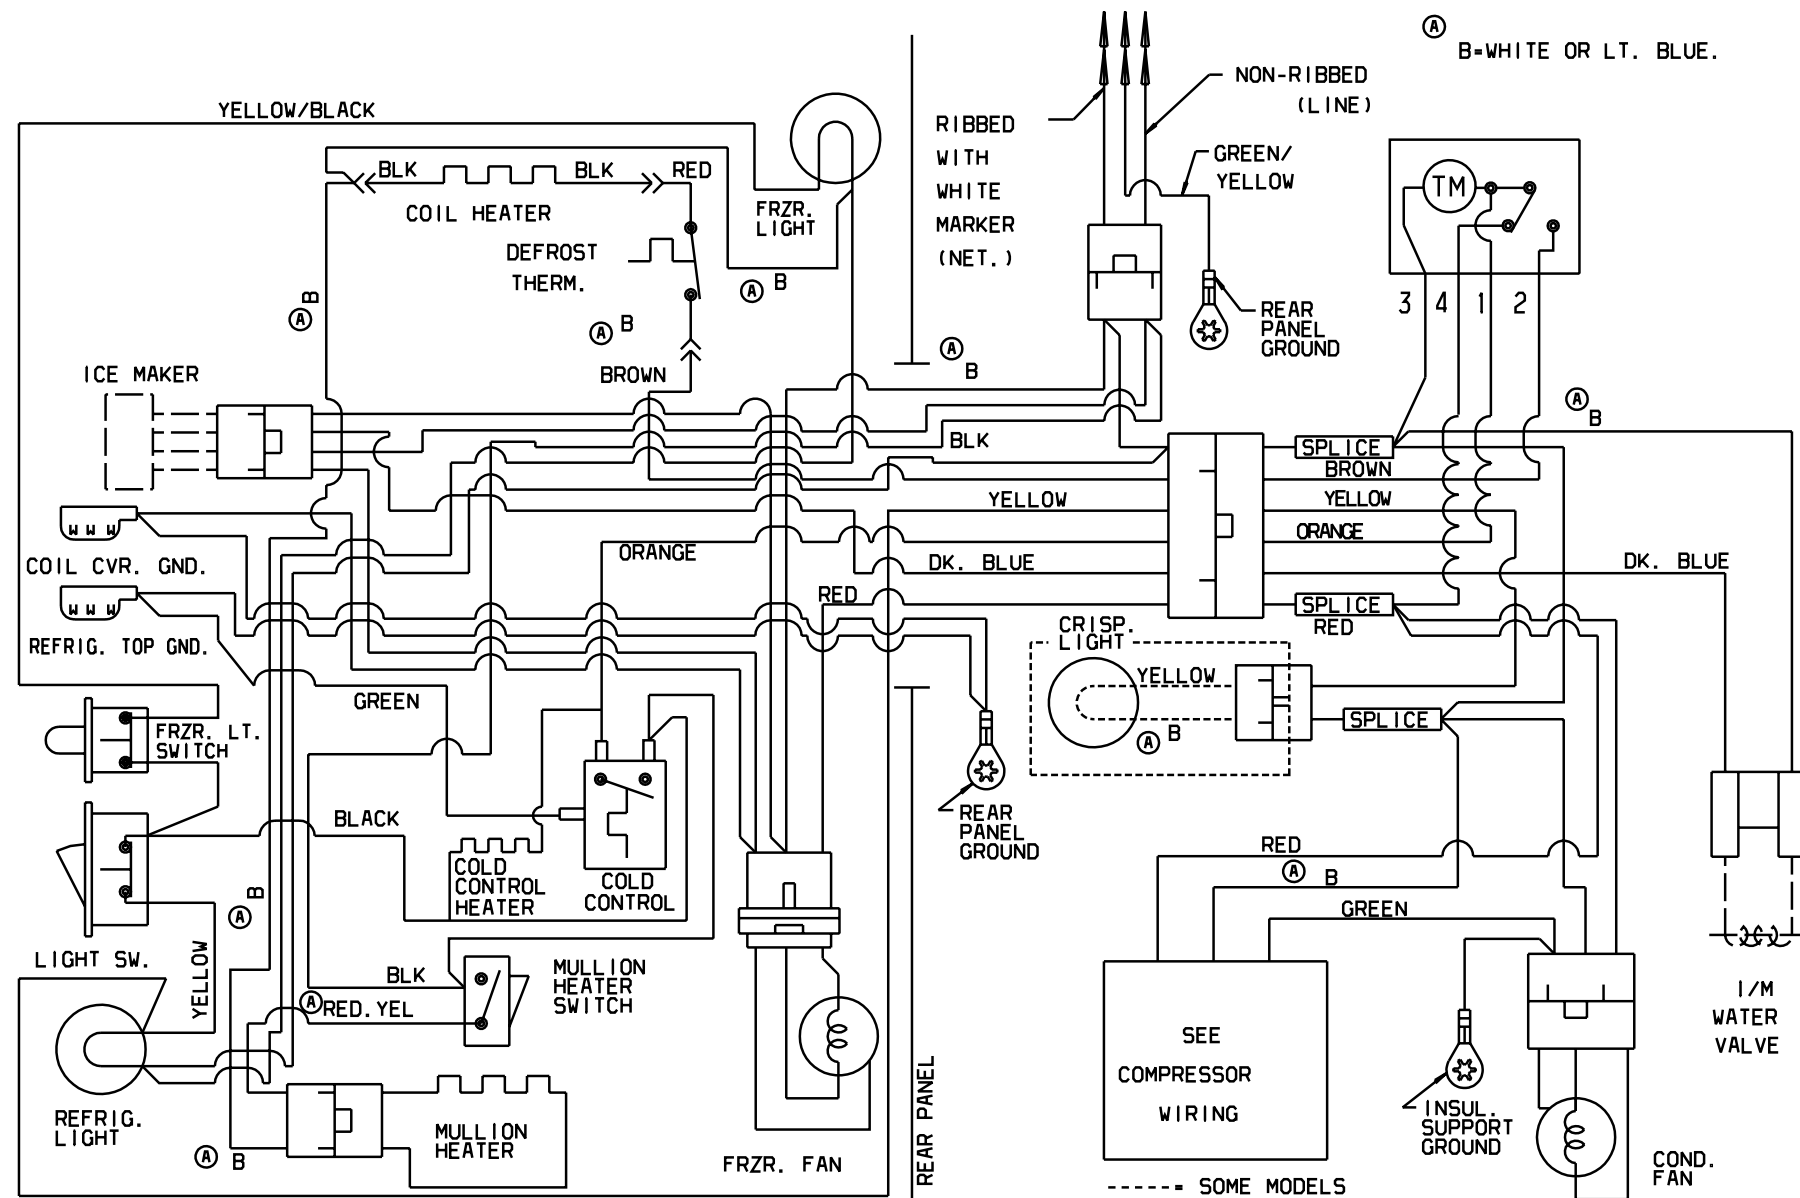 A
B=WHITE OR LT. BLUE.
YELLOW/BLACK
NON-RIBBED
(LINE)
RIBBED
WITH
WHITE
MARKER
(NET.)
GREEN/
YELLOW
BLK
BLK
RED
COIL HEATER
FRZR.
LIGHT
DEFROST
THERM.
TM
A B
A B
A B
3 4 1 2
REAR
PANEL
GROUND
A
B
BROWN
ICE MAKER
A
B
BLK
SPLICE
BROWN
YELLOW
YELLOW
ORANGE
ORANGE
COIL CVR. GND.
DK. BLUE
DK. BLUE
RED
SPLICE
RED
REFRIG. TOP GND.
CRISP.
LIGHT
YELLOW
GREEN
SPLICE
A B
FRZR. LT.
SWITCH
REAR
PANEL
GROUND
BLACK
COLD
CONTROL
HEATER
COLD
CONTROL
RED
A B
GREEN
A B
LIGHT SW.
YELLOW
BLK
A RED.YEL
MULLION
HEATER
SWITCH
I/M
WATER
VALVE
SEE
COMPRESSOR
WIRING
REFRIG.
LIGHT
A B
MULLION
HEATER
FRZR. FAN
REAR PANEL
INSUL.
SUPPORT
GROUND
COND.
FAN
------= SOME MODELS